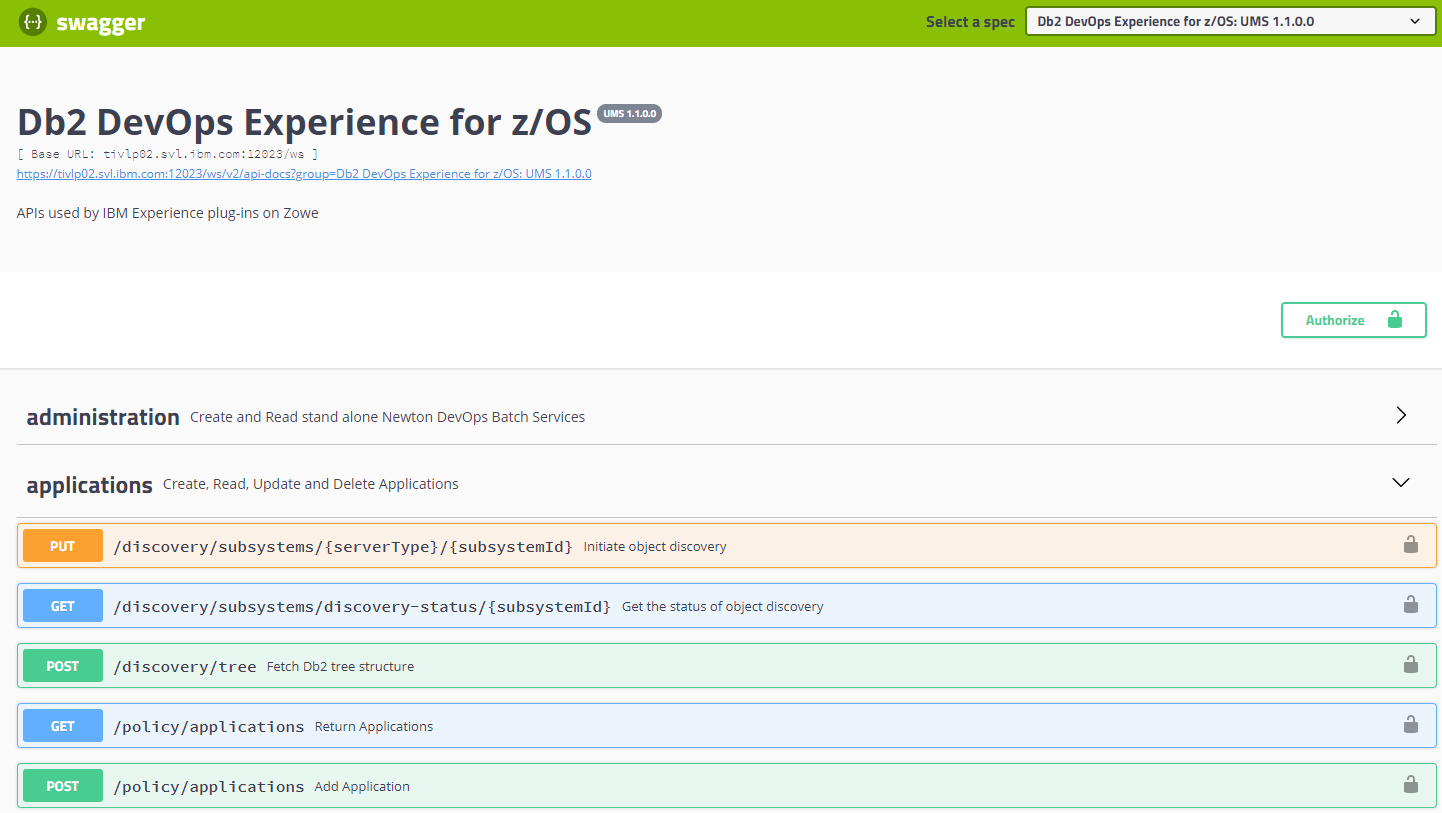 {··} swagger Select a spec Db2 DevOps Experience for z/OS: UMS 1.1.0.0
Db2 DevOps Experience for z/OS UMS 1.1.0.0
[ Base URL: tivlp02.svl.ibm.com:12023/ws ]
https://tivlp02.svl.ibm.com:12023/ws/v2/api-docs?group=Db2 DevOps Experience for z/OS: UMS 1.1.0.0
APIs used by IBM Experience plug-ins on Zowe
Authorize
administration Create and Read stand alone Newton DevOps Batch Services
applications Create, Read, Update and Delete Applications
PUT /discovery/subsystems/{serverType}/{subsystemId} Initiate object discovery
GET /discovery/subsystems/discovery-status/{subsystemId} Get the status of object discovery
POST /discovery/tree Fetch Db2 tree structure
GET /policy/applications Return Applications
POST /policy/applications Add Application